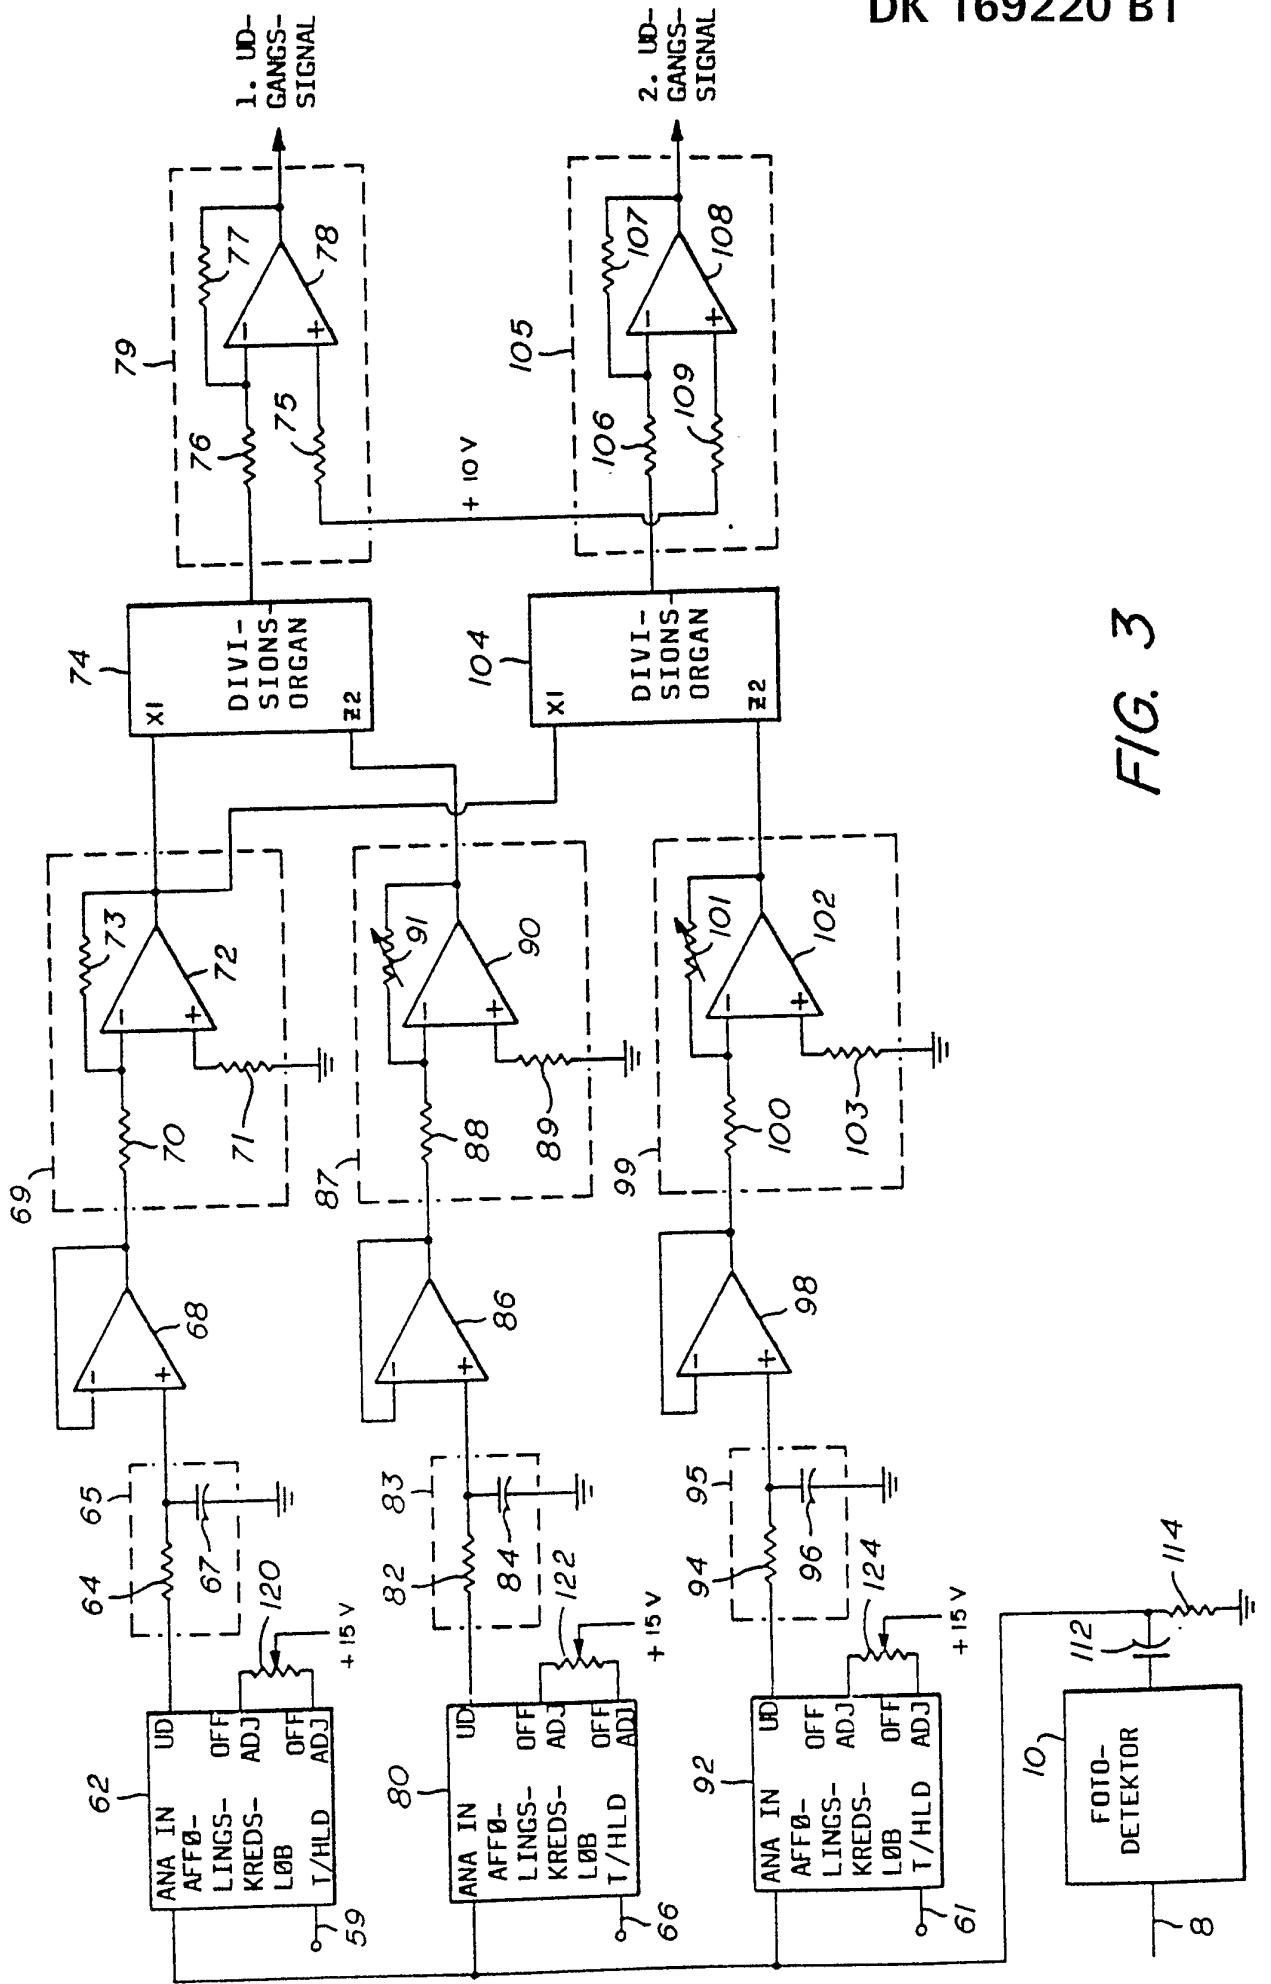 DK 169220 B1
1. UD-
GANGS-
SIGNAL
2. UD-
GANGS-
SIGNAL
79
77
78
76
75
+ 10 V
105
107
108
106
109
74
X1
DIVI-
SIONS-
ORGAN
Z2
104
X1
DIVI-
SIONS-
ORGAN
Z2
69
73
72
70
71
87
91
90
88
89
99
101
102
100
103
68
86
98
65
64
67
83
82
84
95
94
96
120
+15 V
122
+15 V
124
+15 V
62
ANA IN
UD
AFFØ-
LINGS-
OFF
KREDS-
ADJ
LØB
OFF
T/HLD
ADJ
59
80
ANA IN
UD
AFFØ-
LINGS-
OFF
KREDS-
ADJ
LØB
OFF
T/HLD
ADJ
66
92
ANA IN
UD
AFFØ-
LINGS-
OFF
KREDS-
ADJ
LØB
OFF
T/HLD
ADJ
61
10
FOTO-
DETEKTOR
8
112
114
FIG. 3